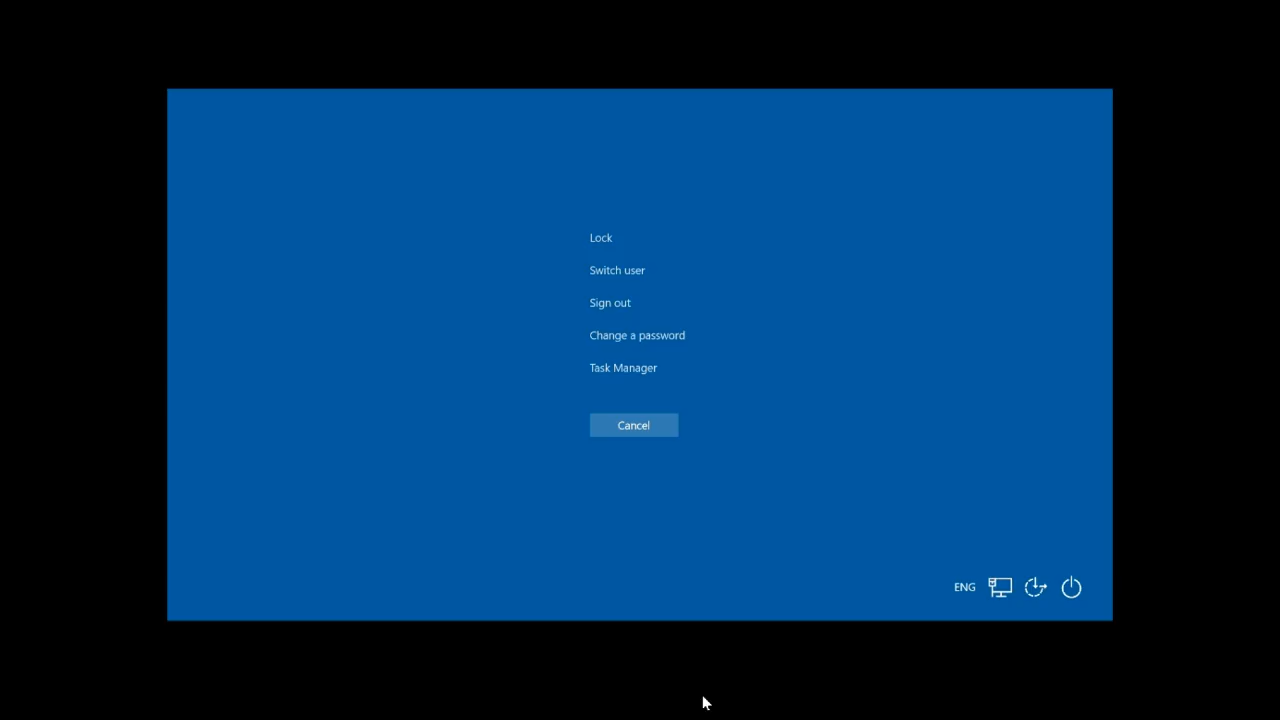 Lock
Switch user
Sign out
Change a password
Task Manager
Cancel
ENG